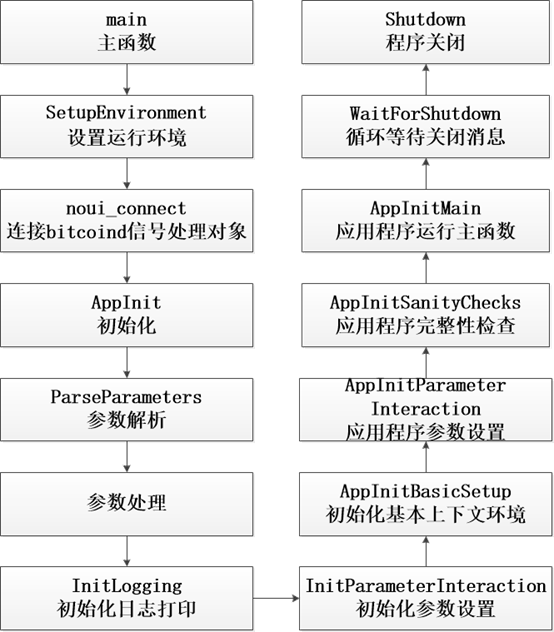 main
主函数
SetupEnvironment
设置运行环境
noui_connect
连接bitcoind信号处理对象
AppInit
初始化
ParseParameters
参数解析
参数处理
InitLogging
初始化日志打印
InitParameterInteraction
初始化参数设置
AppInitBasicSetup
初始化基本上下文环境
AppInitParameter
Interaction
应用程序参数设置
AppInitSanityChecks
应用程序完整性检查
AppInitMain
应用程序运行主函数
WaitForShutdown
循环等待关闭消息
Shutdown
程序关闭